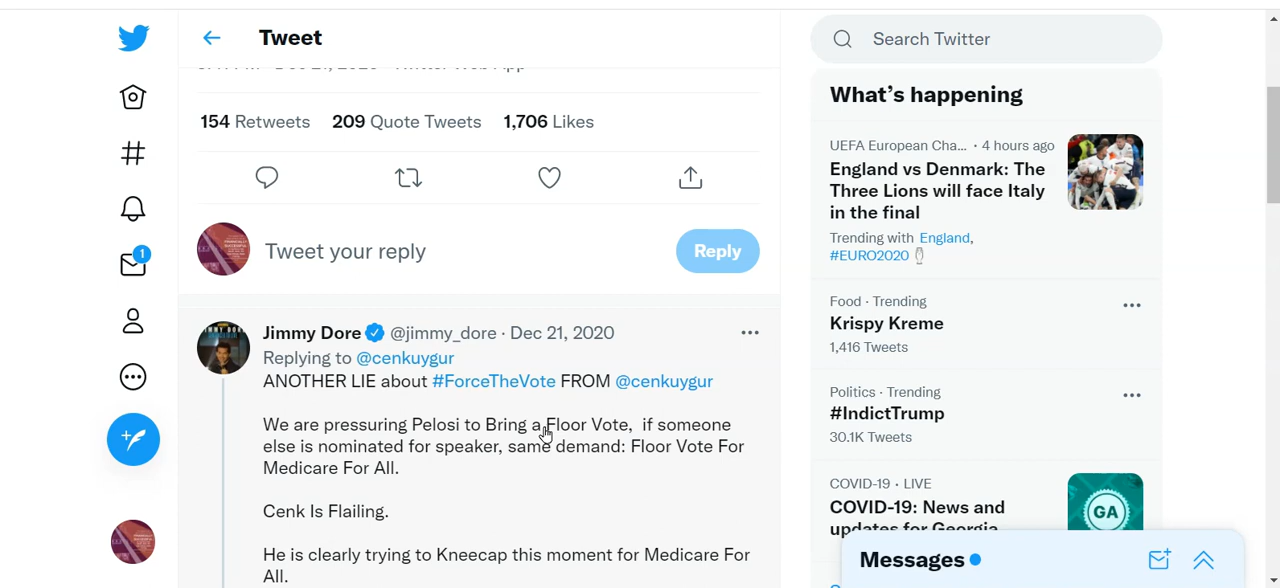 Tweet
154 Retweets 209 Quote Tweets 1,706 Likes
Tweet your reply
Reply
Jimmy Dore @jimmy_dore · Dec 21, 2020
Replying to @cenkuygur
ANOTHER LIE about #ForceTheVote FROM @cenkuygur
We are pressuring Pelosi to Bring a Floor Vote, if someone
else is nominated for speaker, same demand: Floor Vote For
Medicare For All.
Cenk Is Flailing.
He is clearly trying to Kneecap this moment for Medicare For
All.
Search Twitter
What's happening
UEFA European Cha... · 4 hours ago
England vs Denmark: The
Three Lions will face Italy
in the final
Trending with England,
#EURO2020
Food · Trending
Krispy Kreme
1,416 Tweets
Politics · Trending
#IndictTrump
30.1K Tweets
COVID-19 · LIVE
COVID-19: News and
updates for Georgia
GA
Messages
1